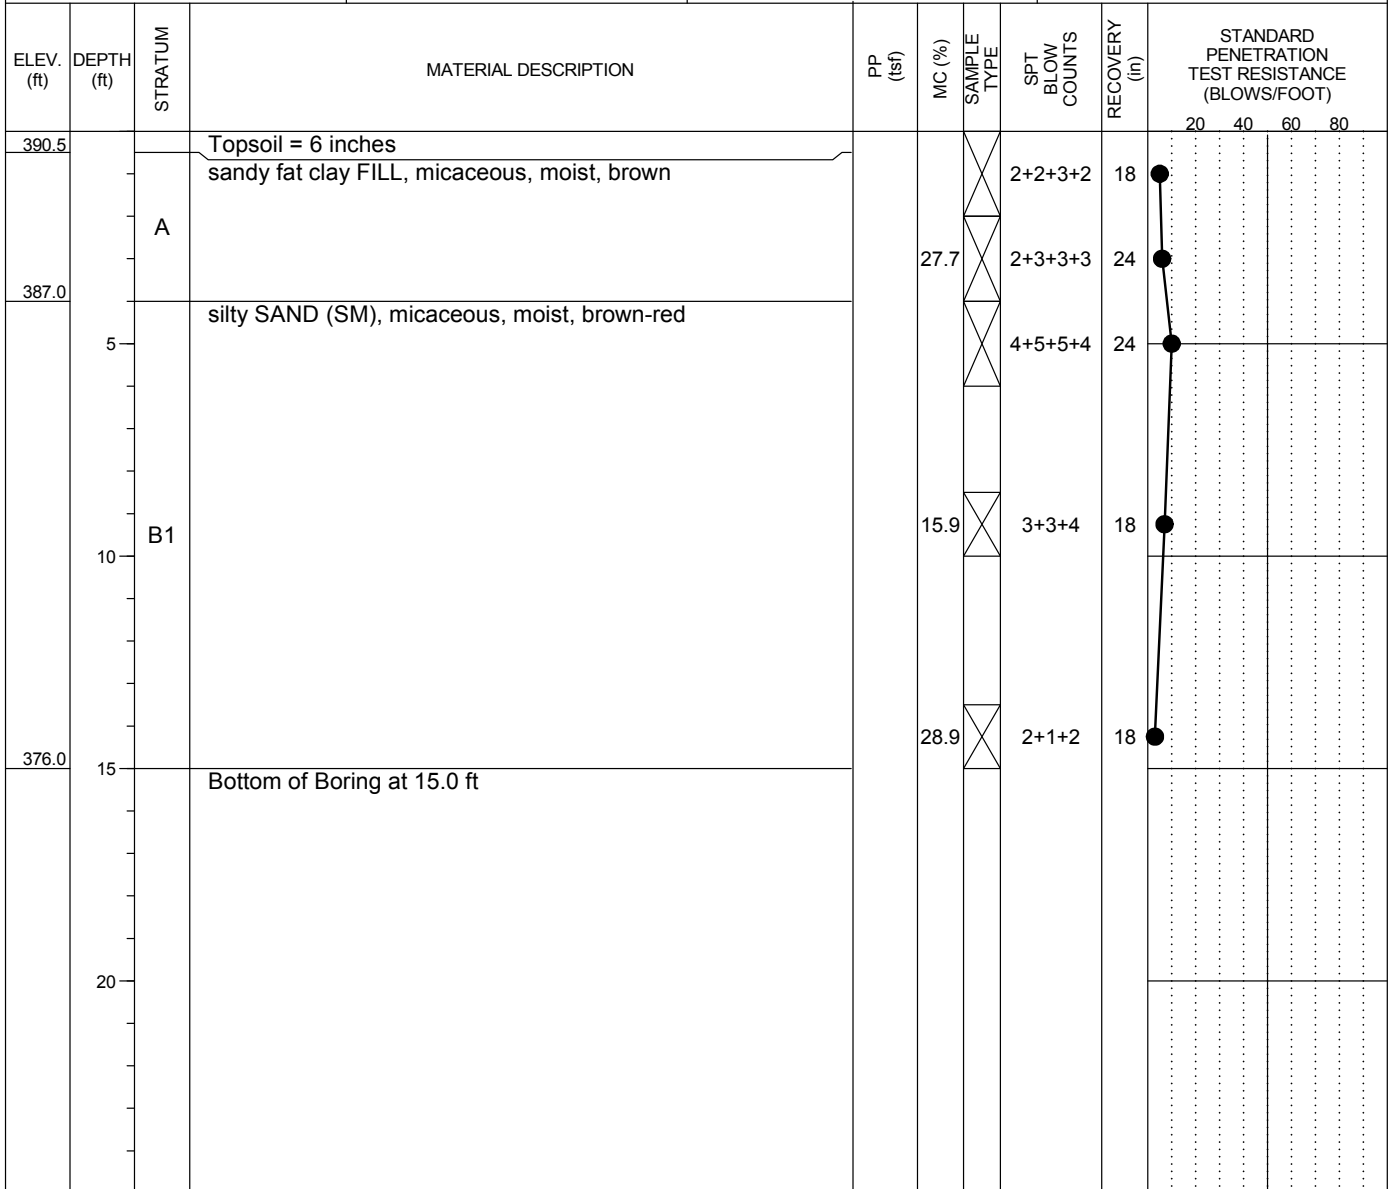 ELEV.
(ft)
DEPTH
(ft)
STRATUM
MATERIAL DESCRIPTION
PP
(tsf)
MC (%)
SAMPLE
TYPE
SPT
BLOW
COUNTS
RECOVERY
(in)
STANDARD
PENETRATION
TEST RESISTANCE
(BLOWS/FOOT)
20 40 60 80
390.5
Topsoil = 6 inches
sandy fat clay FILL, micaceous, moist, brown
2+2+3+2 18
A
27.7 2+3+3+3 24
387.0
silty SAND (SM), micaceous, moist, brown-red
5 4+5+5+4 24
B1
15.9 3+3+4 18
10
28.9 2+1+2 18
376.0
15
Bottom of Boring at 15.0 ft
20